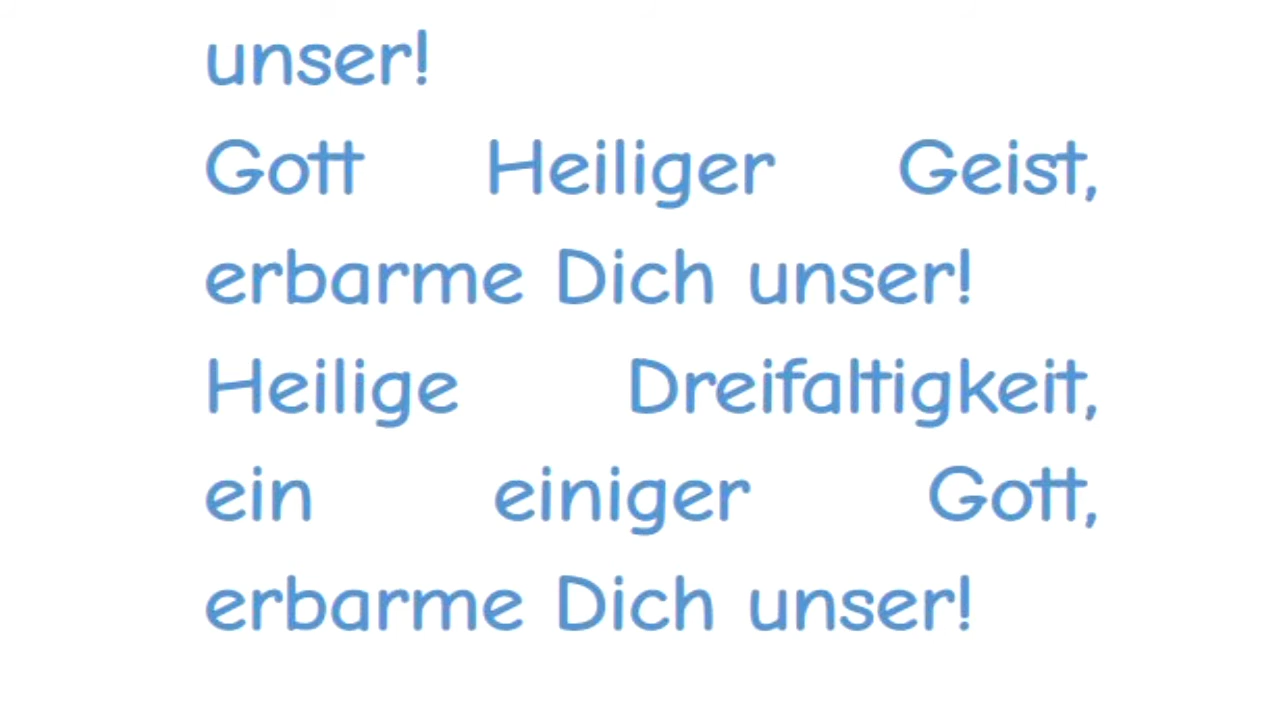 unser!
Gott Heiliger Geist,
erbarme Dich unser!
Heilige Dreifaltigkeit,
ein einiger Gott,
erbarme Dich unser!